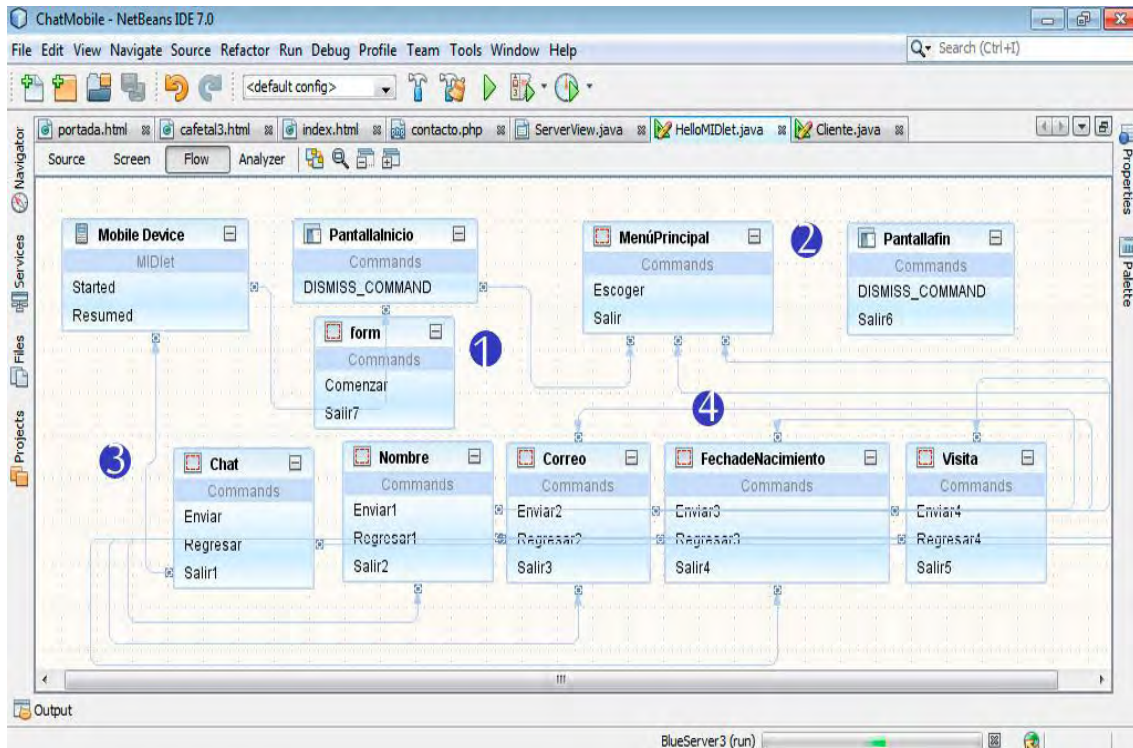 ChatMobile - NetBeans IDE 7.0
File Edit View Navigate Source Refactor Run Debug Profile Team Tools Window Help
Search (Ctrl+I)
<default config>
portada.html cafetal3.html index.html contacto.php ServerView.java HelloMIDlet.java Cliente.java
Source Screen Flow Analyzer
Navigator
Services
Files
Projects
Properties
Palette
Mobile Device
MIDlet
Started
Resumed
PantallaInicio
Commands
DISMISS_COMMAND
form
Commands
Comenzar
Salir7
1
MenúPrincipal
Commands
Escoger
Salir
2
Pantallafin
Commands
DISMISS_COMMAND
Salir6
3
4
Chat
Commands
Enviar
Regresar
Salir1
Nombre
Commands
Enviar1
Regresar1
Salir2
Correo
Commands
Enviar2
Regresar2
Salir3
FechadeNacimiento
Commands
Enviar3
Regresar3
Salir4
Visita
Commands
Enviar4
Regresar4
Salir5
Output
BlueServer3 (run)